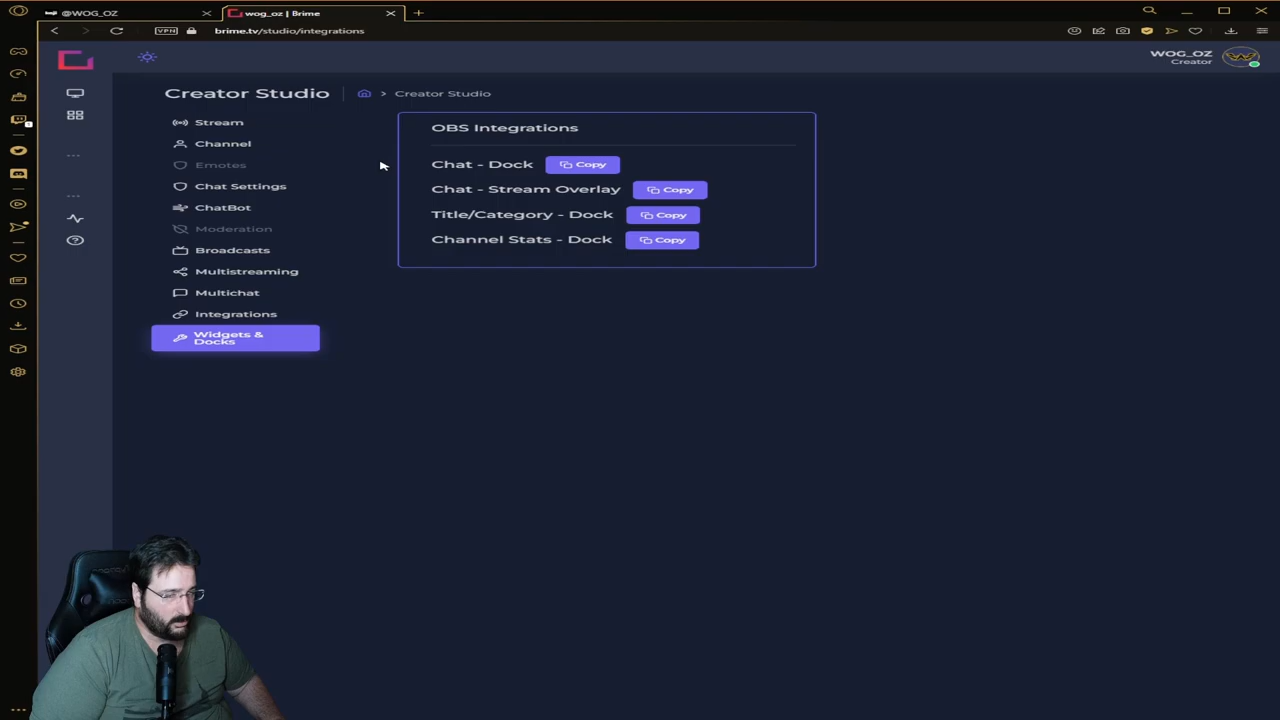 @WOG_OZ
wog_oz | Brime
VPN
brime.tv/studio/integrations
WOG_OZ
Creator
Creator Studio
> Creator Studio
Stream
Channel
Emotes
Chat Settings
ChatBot
Moderation
Broadcasts
Multistreaming
Multichat
Integrations
Widgets &
Docks
OBS Integrations
Chat - Dock Copy
Chat - Stream Overlay Copy
Title/Category - Dock Copy
Channel Stats - Dock Copy